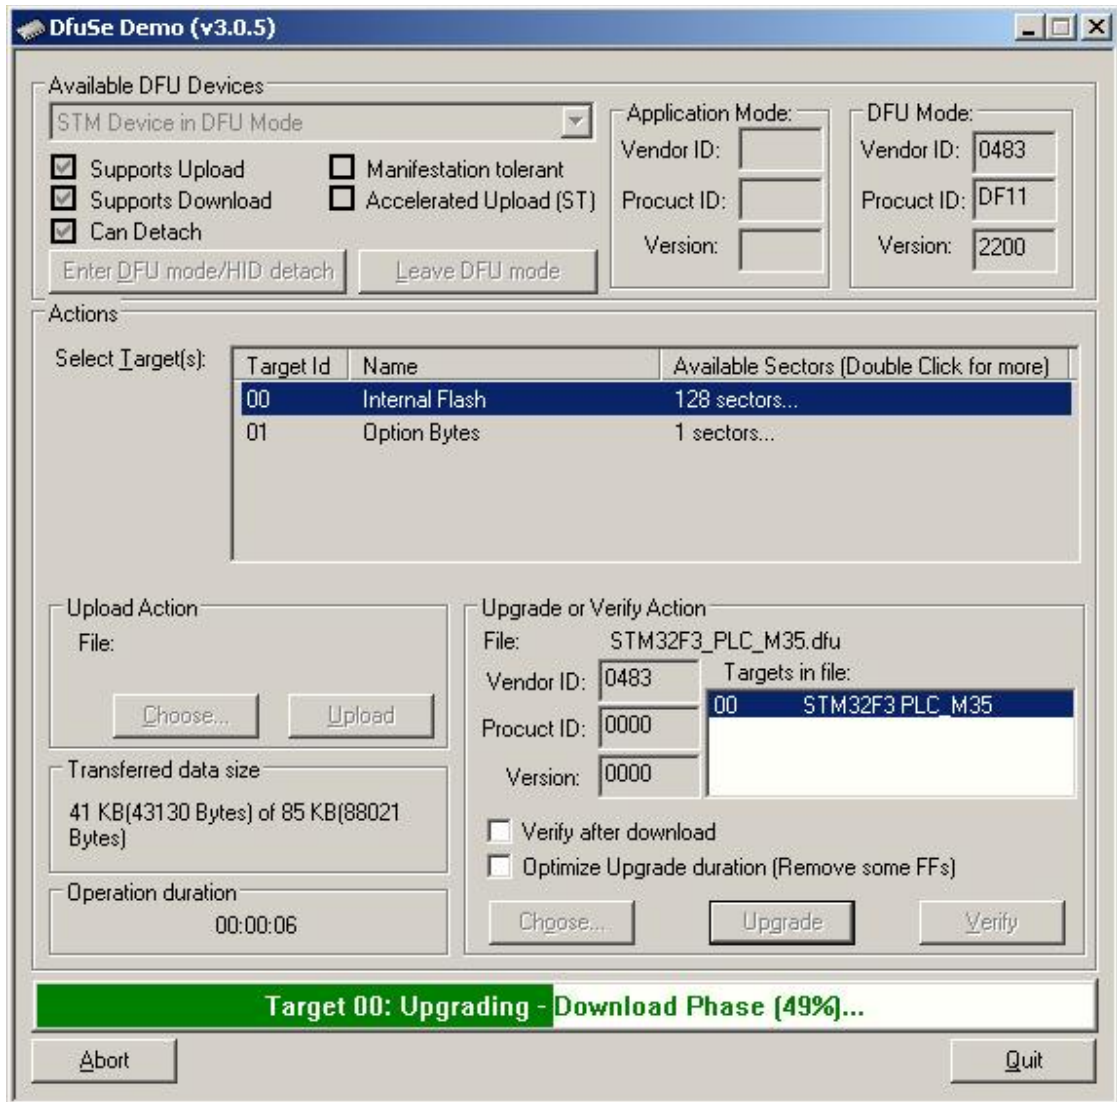 DfuSe Demo (v3.0.5)
Available DFU Devices
STM Device in DFU Mode
Supports Upload
Manifestation tolerant
Supports Download
Accelerated Upload (ST)
Can Detach
Enter DFU mode/HID detach
Leave DFU mode
Application Mode:
Vendor ID:
Procuct ID:
Version:
DFU Mode:
Vendor ID: 0483
Procuct ID: DF11
Version: 2200
Actions
Select Target(s):
Target Id Name Available Sectors (Double Click for more)
00 Internal Flash 128 sectors...
01 Option Bytes 1 sectors...
Upload Action
File:
Choose... Upload
Transferred data size
41 KB(43130 Bytes) of 85 KB(88021
Bytes)
Operation duration
00:00:06
Upgrade or Verify Action
File: STM32F3_PLC_M35.dfu
Vendor ID: 0483
Procuct ID: 0000
Version: 0000
Targets in file:
00 STM32F3 PLC_M35
Verify after download
Optimize Upgrade duration (Remove some FFs)
Choose... Upgrade Verify
Target 00: Upgrading - Download Phase (49%)...
Abort Quit